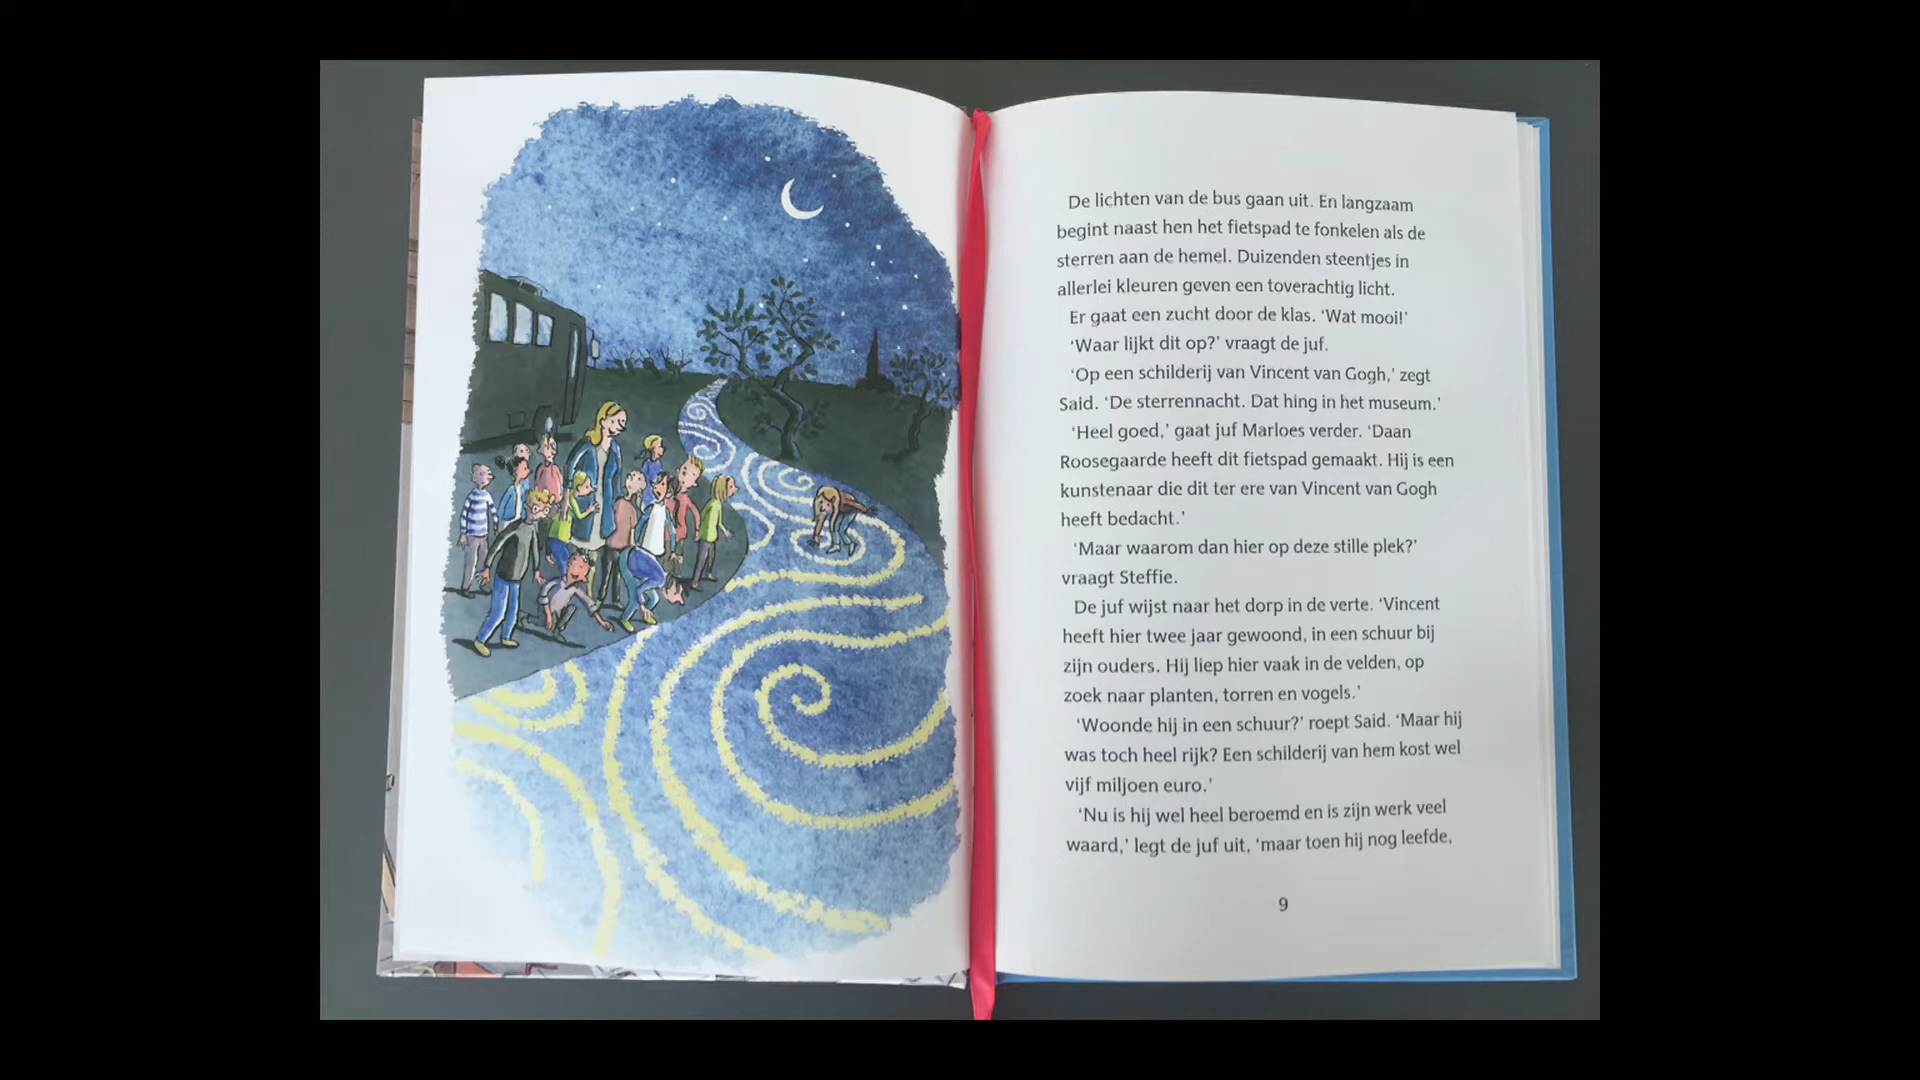 De lichten van de bus gaan uit. En langzaam
begint naast hen het fietspad te fonkelen als de
sterren aan de hemel. Duizenden steentjes in
allerlei kleuren geven een toverachtig licht.
Er gaat een zucht door de klas. ‘Wat mooi!’
‘Waar lijkt dit op?’ vraagt de juf.
‘Op een schilderij van Vincent van Gogh,’ zegt
Said. ‘De sterrennacht. Dat hing in het museum.’
‘Heel goed,’ gaat juf Marloes verder. ‘Daan
Roosegaarde heeft dit fietspad gemaakt. Hij is een
kunstenaar die dit ter ere van Vincent van Gogh
heeft bedacht.’
‘Maar waarom dan hier op deze stille plek?’
vraagt Steffie.
De juf wijst naar het dorp in de verte. ‘Vincent
heeft hier twee jaar gewoond, in een schuur bij
zijn ouders. Hij liep hier vaak in de velden, op
zoek naar planten, torren en vogels.’
‘Woonde hij in een schuur?’ roept Said. ‘Maar hij
was toch heel rijk? Een schilderij van hem kost wel
vijf miljoen euro.’
‘Nu is hij wel heel beroemd en is zijn werk veel
waard,’ legt de juf uit, ‘maar toen hij nog leefde,
9